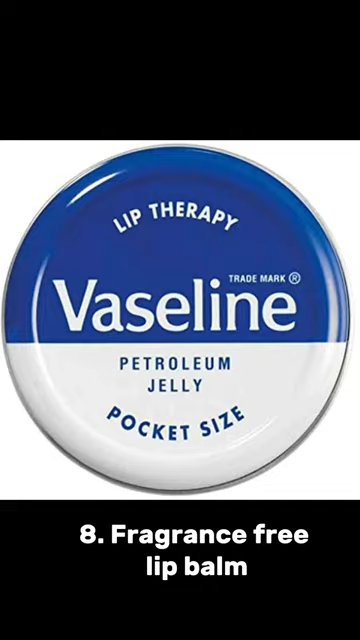 LIP THERAPY
TRADE MARK ®
Vaseline
PETROLEUM
JELLY
POCKET SIZE
8. Fragrance free
lip balm